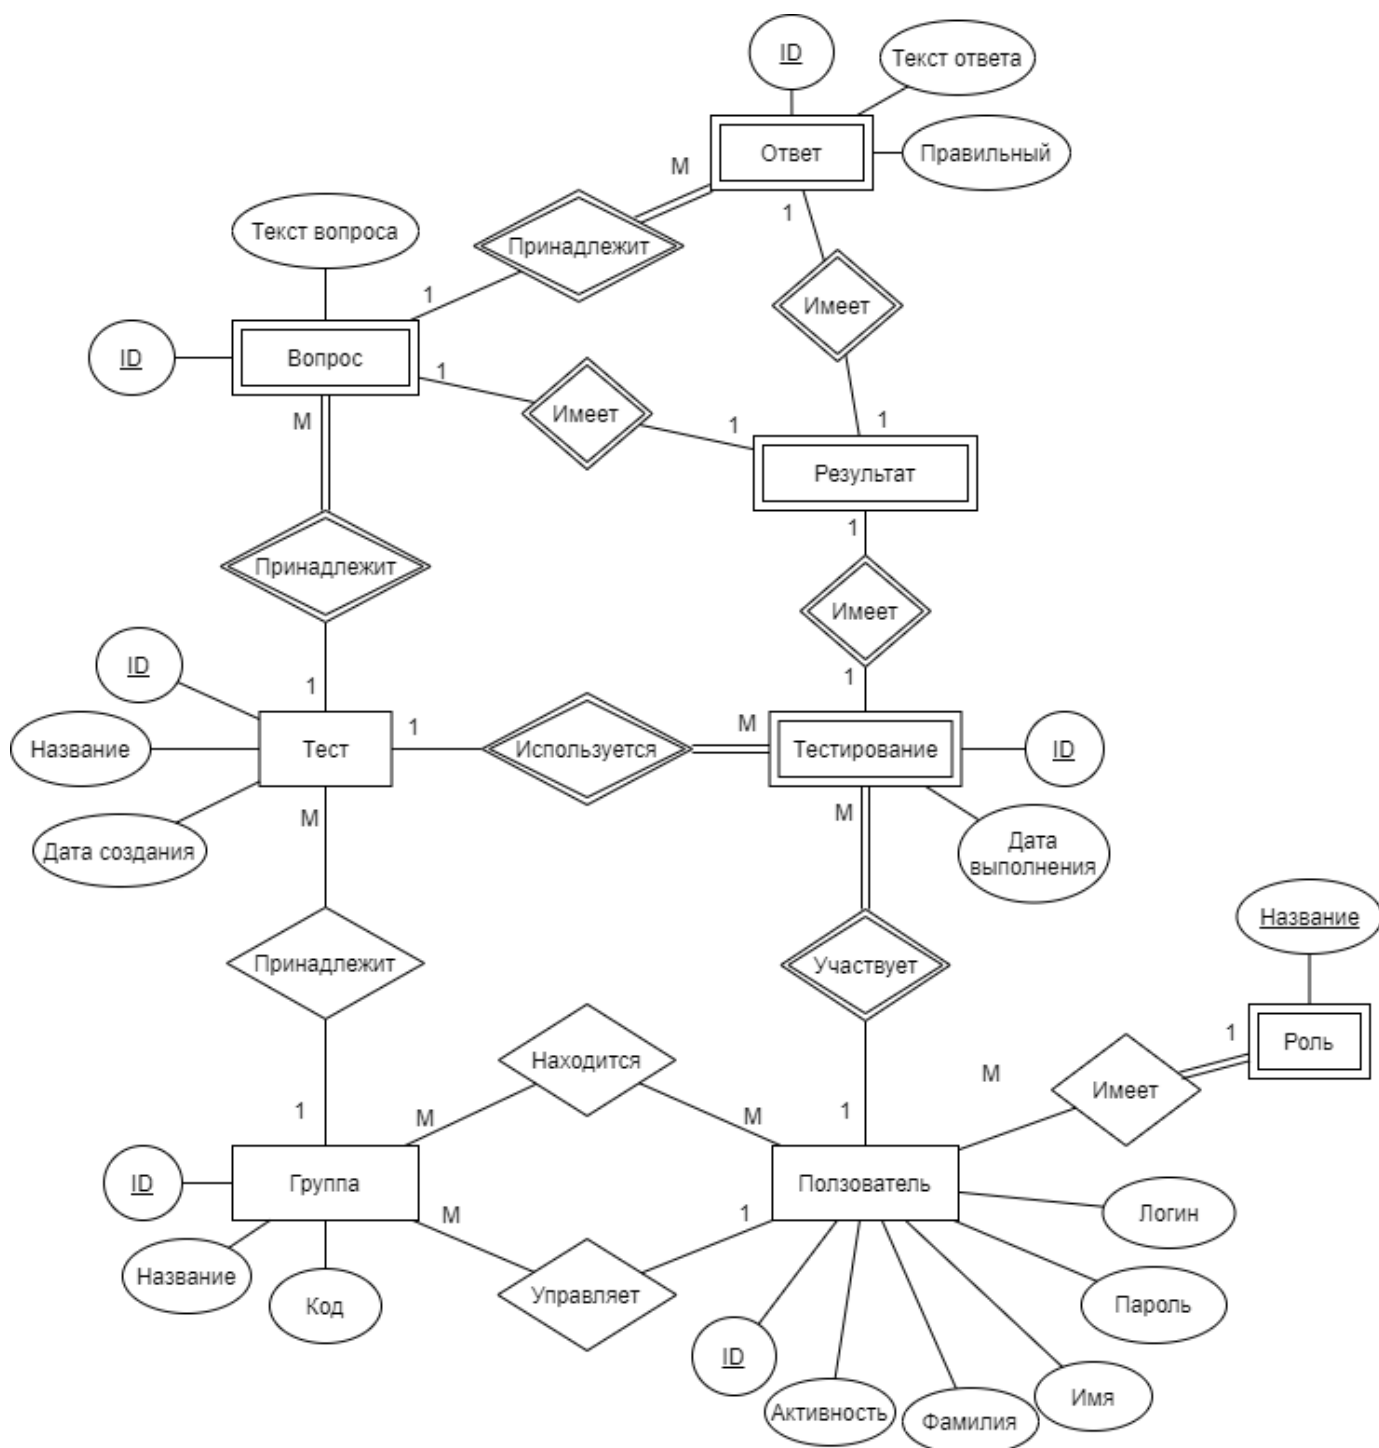 ID
Текст ответа
Ответ
Правильный
М
1
Принадлежит
Текст вопроса
1
Имеет
ID
Вопрос
1
М
Имеет
1
1
Результат
1
Принадлежит
Имеет
ID
1
1
Название
Тест
1
Используется
М
Тестирование
ID
Дата создания
М
М
Дата
выполнения
Название
Принадлежит
Участвует
Находится
1
Роль
М
Имеет
1
М
М
1
ID
Группа
Ползователь
М
1
Логин
Название
Код
Управляет
Пароль
ID
Активность
Фамилия
Имя